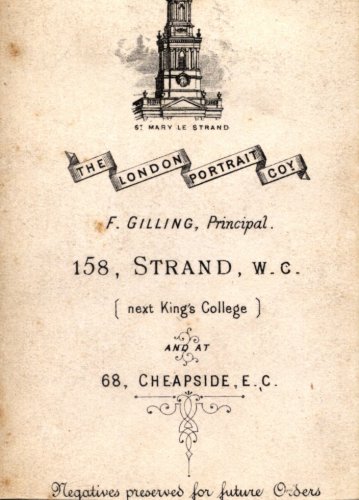 St MARY LE STRAND
THE LONDON PORTRAIT COY
F. GILLING, Principal.
158, STRAND, W.C.
( next King's College )
AND AT
68, CHEAPSIDE, E.C.
Negatives preserved for future Orders